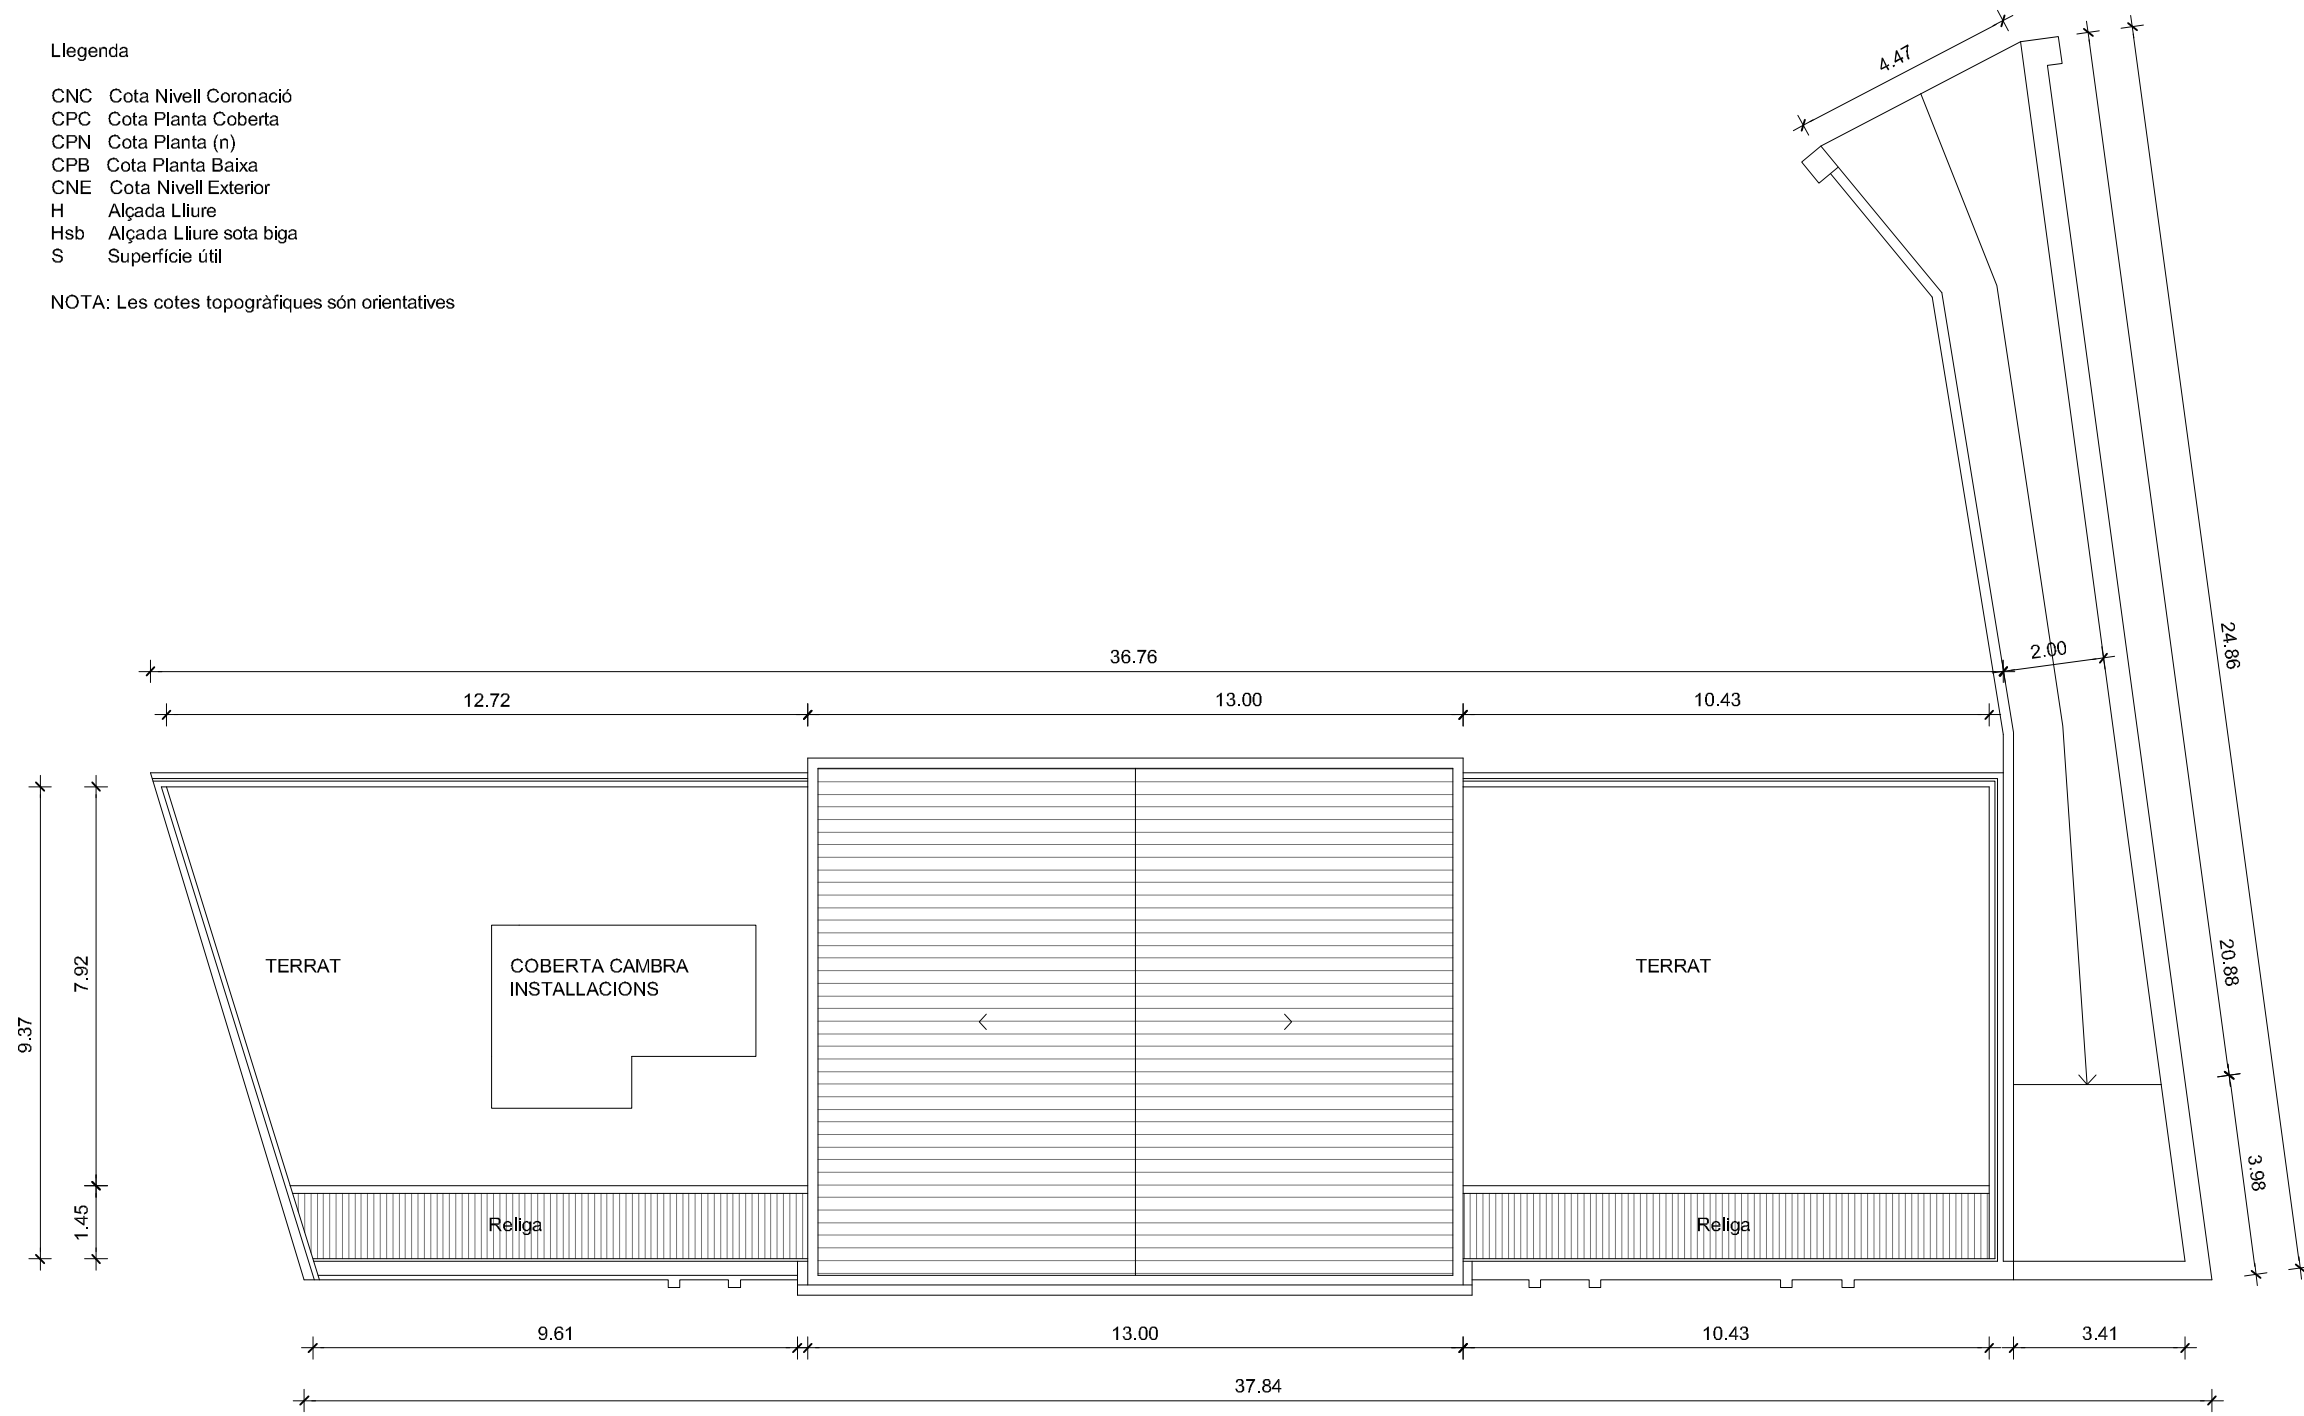 Llegenda
CNC Cota Nivell Coronació
CPC Cota Planta Coberta
CPN Cota Planta (n)
CPB Cota Planta Baixa
CNE Cota Nivell Exterior
H Alçada Lliure
Hsb Alçada Lliure sota biga
S Superfície útil
NOTA: Les cotes topogràfiques són orientatives
4.47
24.86
2.00
36.76
12.72
13.00
10.43
7.92
9.37
1.45
TERRAT
COBERTA CAMBRA
INSTALLACIONS
TERRAT
20.88
3.98
Religa
Religa
9.61
13.00
10.43
3.41
37.84